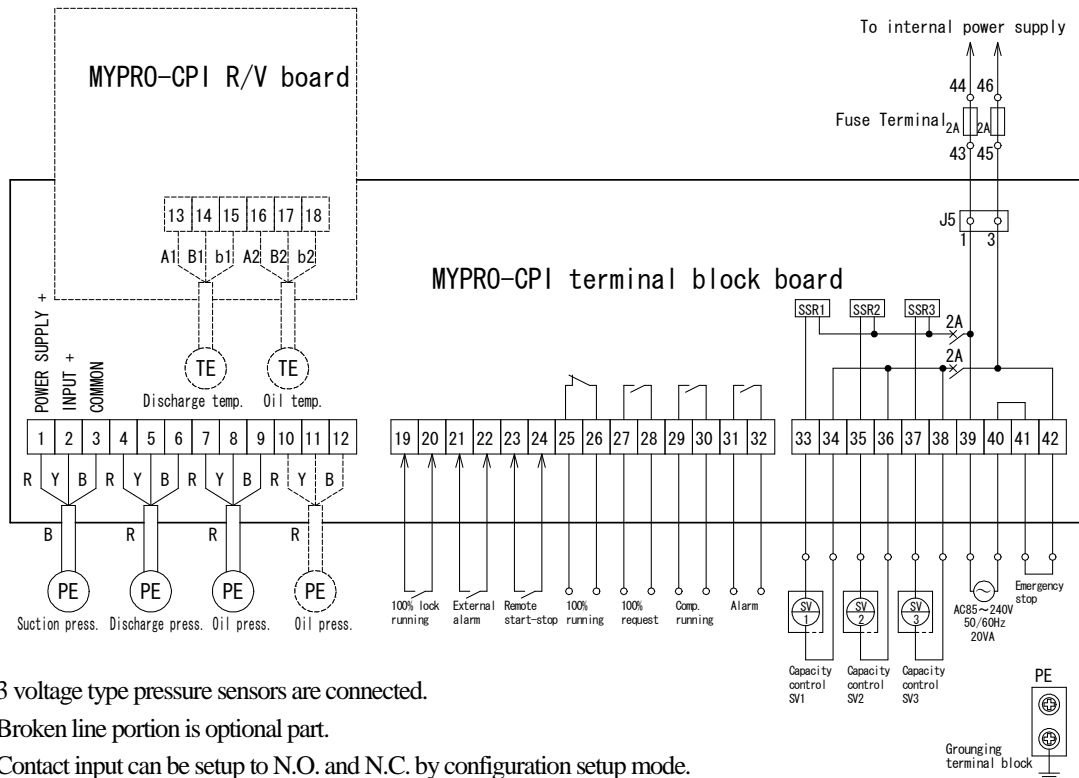 To internal power supply
MYPRO-CPI R/V board
44 46
Fuse Terminal 2A 2A
43 45
13 14 15 16 17 18
J5
A1 B1 b1 A2 B2 b2
1 3
MYPRO-CPI terminal block board
SSR1 SSR2 SSR3
2A
2A
POWER SUPPLY +
INPUT +
COMMON
TE TE
Discharge temp. Oil temp.
1 2 3 4 5 6 7 8 9 10 11 12
19 20 21 22 23 24 25 26 27 28 29 30 31 32
33 34 35 36 37 38 39 40 41 42
R Y B R Y B R Y B R Y B
B R R R
PE PE PE PE
Suction press. Discharge press. Oil press. Oil press.
100% lock running
External alarm
Remote start-stop
100% running
100% request
Comp. running
Alarm
SV 1
SV 2
SV 3
AC85~240V
50/60Hz
20VA
Emergency stop
Capacity control SV1
Capacity control SV2
Capacity control SV3
PE
Grounging
terminal block
3 voltage type pressure sensors are connected.
Broken line portion is optional part.
Contact input can be setup to N.O. and N.C. by configuration setup mode.